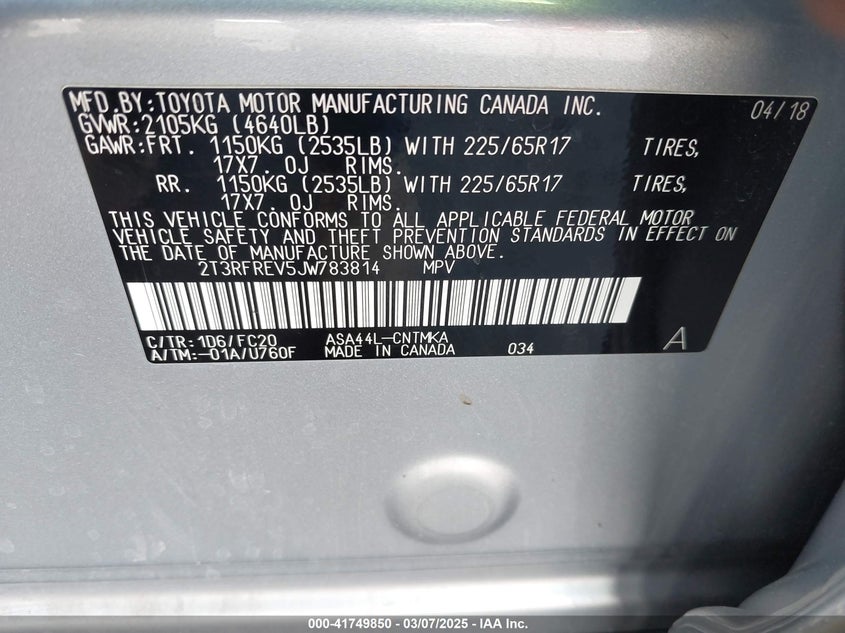 MFD.BY:TOYOTA MOTOR MANUFACTURING CANADA INC. 04/18
GVWR:2105KG (4640LB)
GAWR:FRT. 1150KG (2535LB) WITH 225/65R17 TIRES,
17X7. 0J RIMS.
RR. 1150KG (2535LB) WITH 225/65R17 TIRES,
17X7. 0J RIMS.
THIS VEHICLE CONFORMS TO ALL APPLICABLE FEDERAL MOTOR
VEHICLE SAFETY AND THEFT PREVENTION STANDARDS IN EFFECT ON
THE DATE OF MANUFACTURE SHOWN ABOVE.
2T3RFREV5JW783814 MPV
C/TR: 1D6/FC20 ASA44L-CNTMKA
A/TM:-01A/U760F MADE IN CANADA 034 A
000-41749850 — 03/07/2025 — IAA Inc.